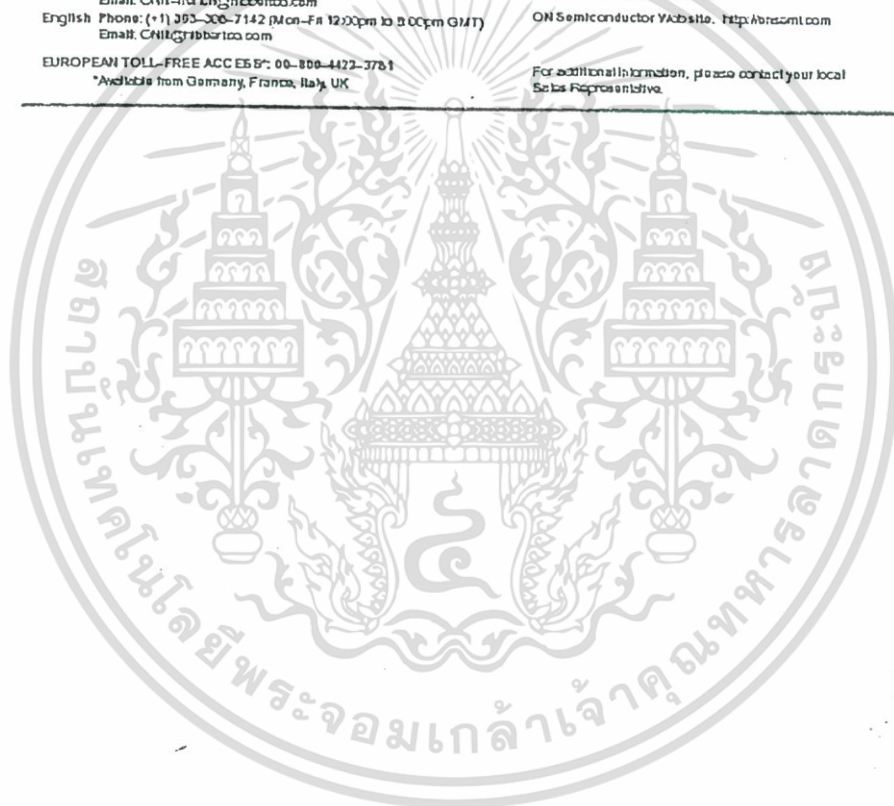 English Phone: (+1) 303-308-7142 (Mon-Fri 12:00pm to 5:00pm GMT)
Email:
EUROPEAN TOLL-FREE ACCESS*: 00-800-4422-3781
*Available from Germany, France, Italy, UK
ON Semiconductor Website: http://onsemi.com
For additional information, please contact your local
Sales Representative.
สถาบันเทคโนโลยีพระจอมเกล้าเจ้าคุณทหารลาดกระบัง